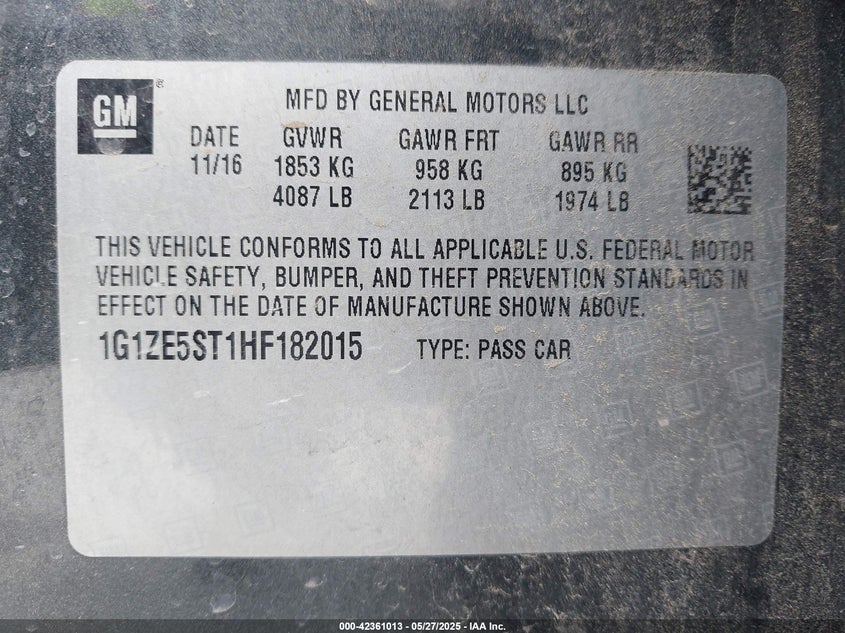 GM ®
MFD BY GENERAL MOTORS LLC
DATE GVWR GAWR FRT GAWR RR
11/16 1853 KG 958 KG 895 KG
4087 LB 2113 LB 1974 LB
THIS VEHICLE CONFORMS TO ALL APPLICABLE U.S. FEDERAL MOTOR
VEHICLE SAFETY, BUMPER, AND THEFT PREVENTION STANDARDS IN
EFFECT ON THE DATE OF MANUFACTURE SHOWN ABOVE.
1G1ZE5ST1HF182015 TYPE: PASS CAR
000-42361013 — 05/27/2025 — IAA Inc.